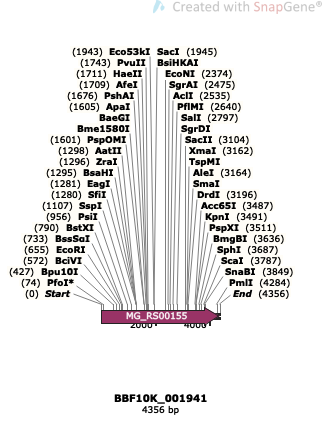 Created with SnapGene®
(1943) Eco53kI SacI (1945)
(1743) PvuII BsiHKAI
(1711) HaeII EcoNI (2374)
(1709) AfeI SgrAI (2475)
(1676) PshAI AclI (2535)
(1605) ApaI PflMI (2640)
BaeGI SalI (2797)
Bme1580I SgrDI
(1601) PspOMI SacII (3104)
(1298) AatII XmaI (3162)
(1296) ZraI TspMI
(1295) BsaHI AleI (3164)
(1281) EagI SmaI
(1280) SfiI DrdI (3196)
(1107) SspI Acc65I (3487)
(956) PsiI KpnI (3491)
(790) BstXI PspXI (3511)
(733) BssSαI BmgBI (3636)
(655) EcoRI SphI (3687)
(572) BciVI ScaI (3787)
(427) Bpu10I SnaBI (3849)
(74) PfoI* PmlI (4284)
(0) Start End (4356)
MG_RS00155
2000 4000
BBF10K_001941
4356 bp